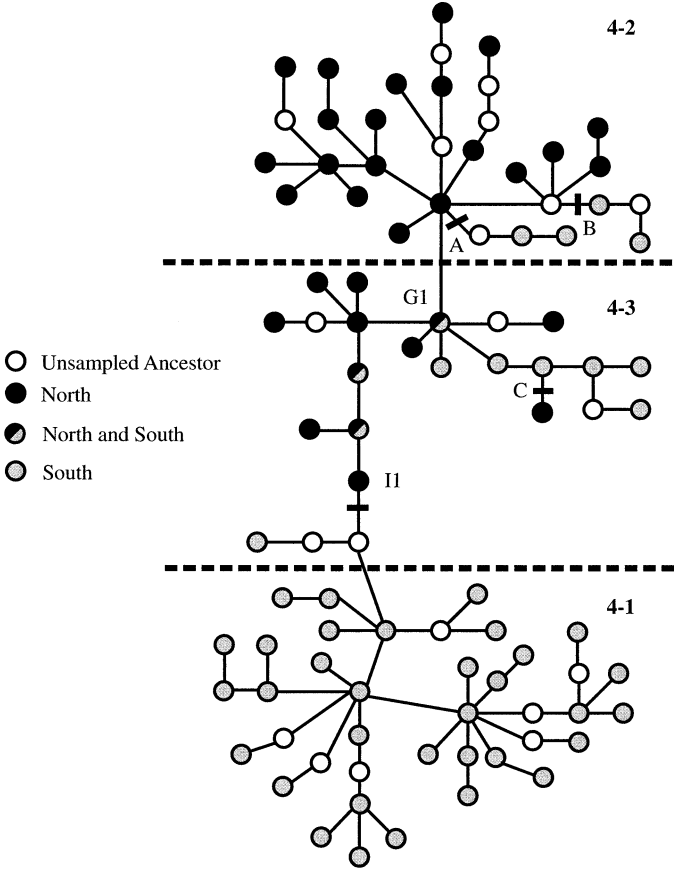 4-2
B
A
G1
4-3
Unsampled Ancestor
North
C
North and South
South
I1
4-1